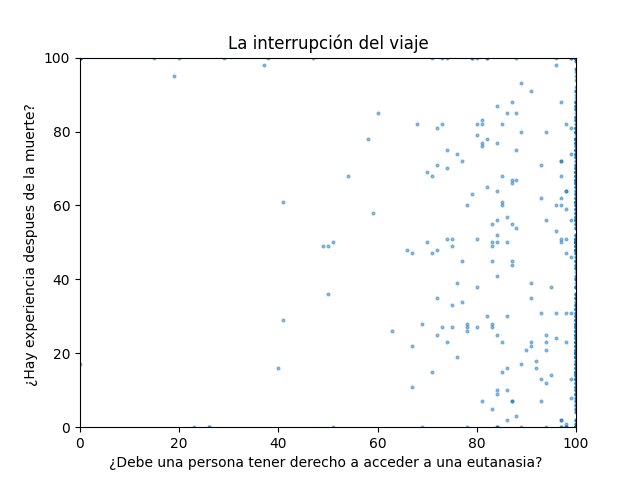 La interrupción del viaje
¿Hay experiencia despues de la muerte?
100
80
60
40
20
0
0 20 40 60 80 100
¿Debe una persona tener derecho a acceder a una eutanasia?